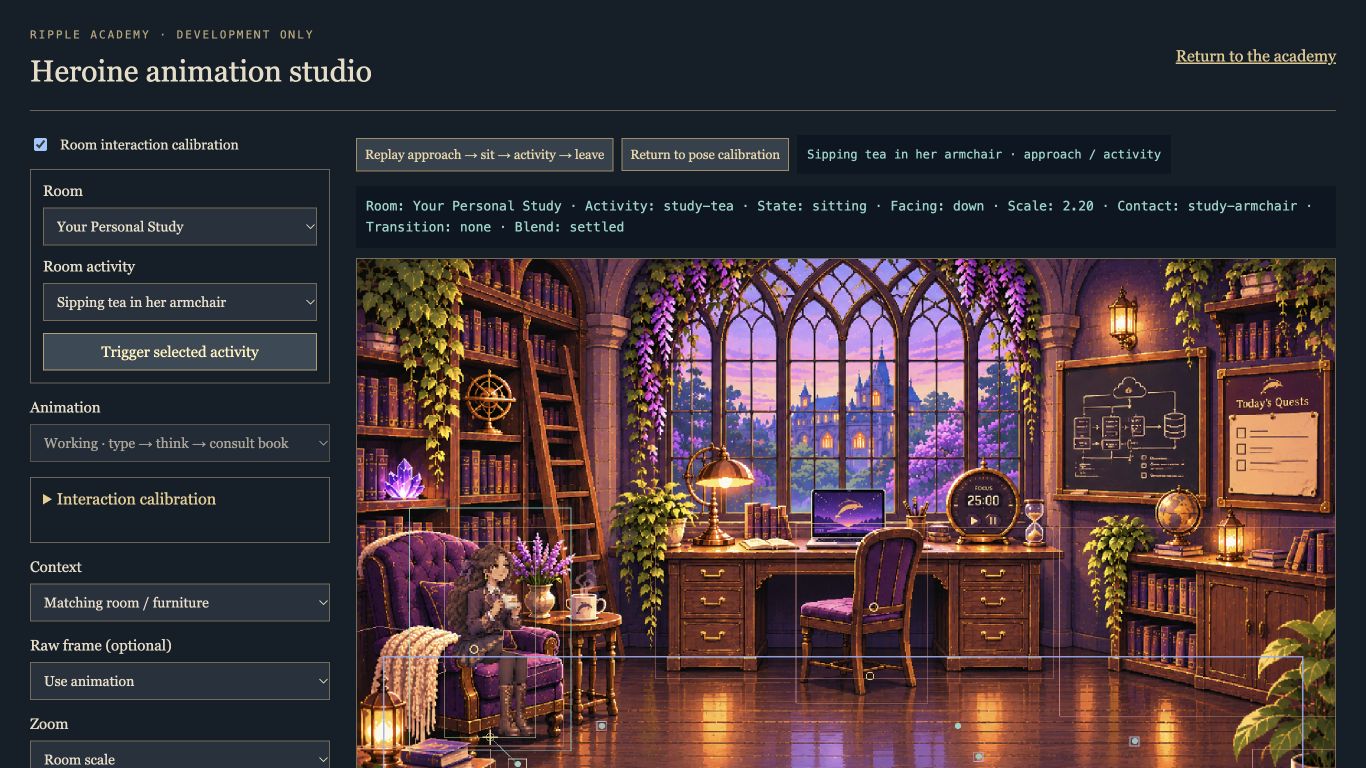 RIPPLE ACADEMY · DEVELOPMENT ONLY
Heroine animation studio
Return to the academy
Room interaction calibration
Room
Your Personal Study
Room activity
Sipping tea in her armchair
Trigger selected activity
Animation
Working · type → think → consult book
Interaction calibration
Context
Matching room / furniture
Raw frame (optional)
Use animation
Zoom
Room scale
Replay approach → sit → activity → leave
Return to pose calibration
Sipping tea in her armchair · approach / activity
Room: Your Personal Study · Activity: study-tea · State: sitting · Facing: down · Scale: 2.20 · Contact: study-armchair ·
Transition: none · Blend: settled
Today's Quests
FOCUS
25:00